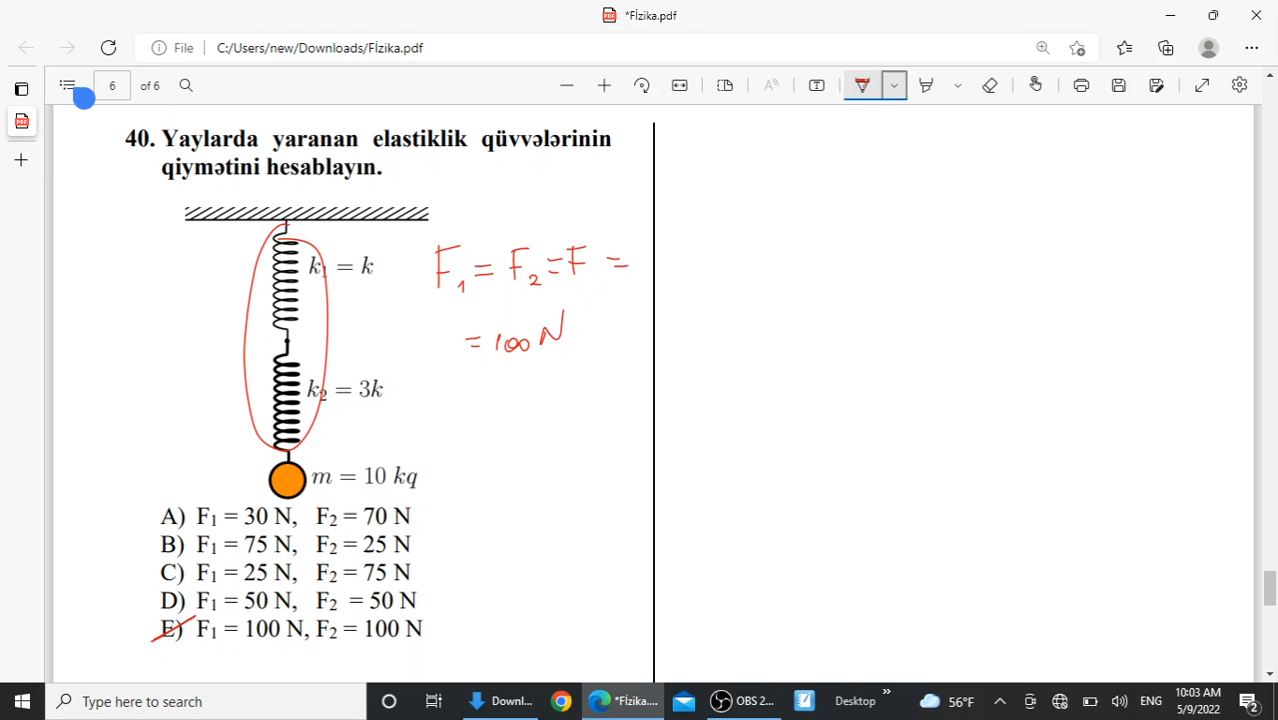 *Fİzika.pdf
File C:/Users/new/Downloads/Fİzika.pdf
6 of 6
40. Yaylarda yaranan elastiklik qüvvələrinin
qiymətini hesablayın.
k₁ = k
F₁ = F₂ = F =
= 100 N
k₂ = 3k
m = 10 kq
A) F₁ = 30 N, F₂ = 70 N
B) F₁ = 75 N, F₂ = 25 N
C) F₁ = 25 N, F₂ = 75 N
D) F₁ = 50 N, F₂ = 50 N
E) F₁ = 100 N, F₂ = 100 N
Type here to search Downl... *Fİzika.... OBS 2... Desktop 56°F ENG 10:03 AM
5/9/2022 2